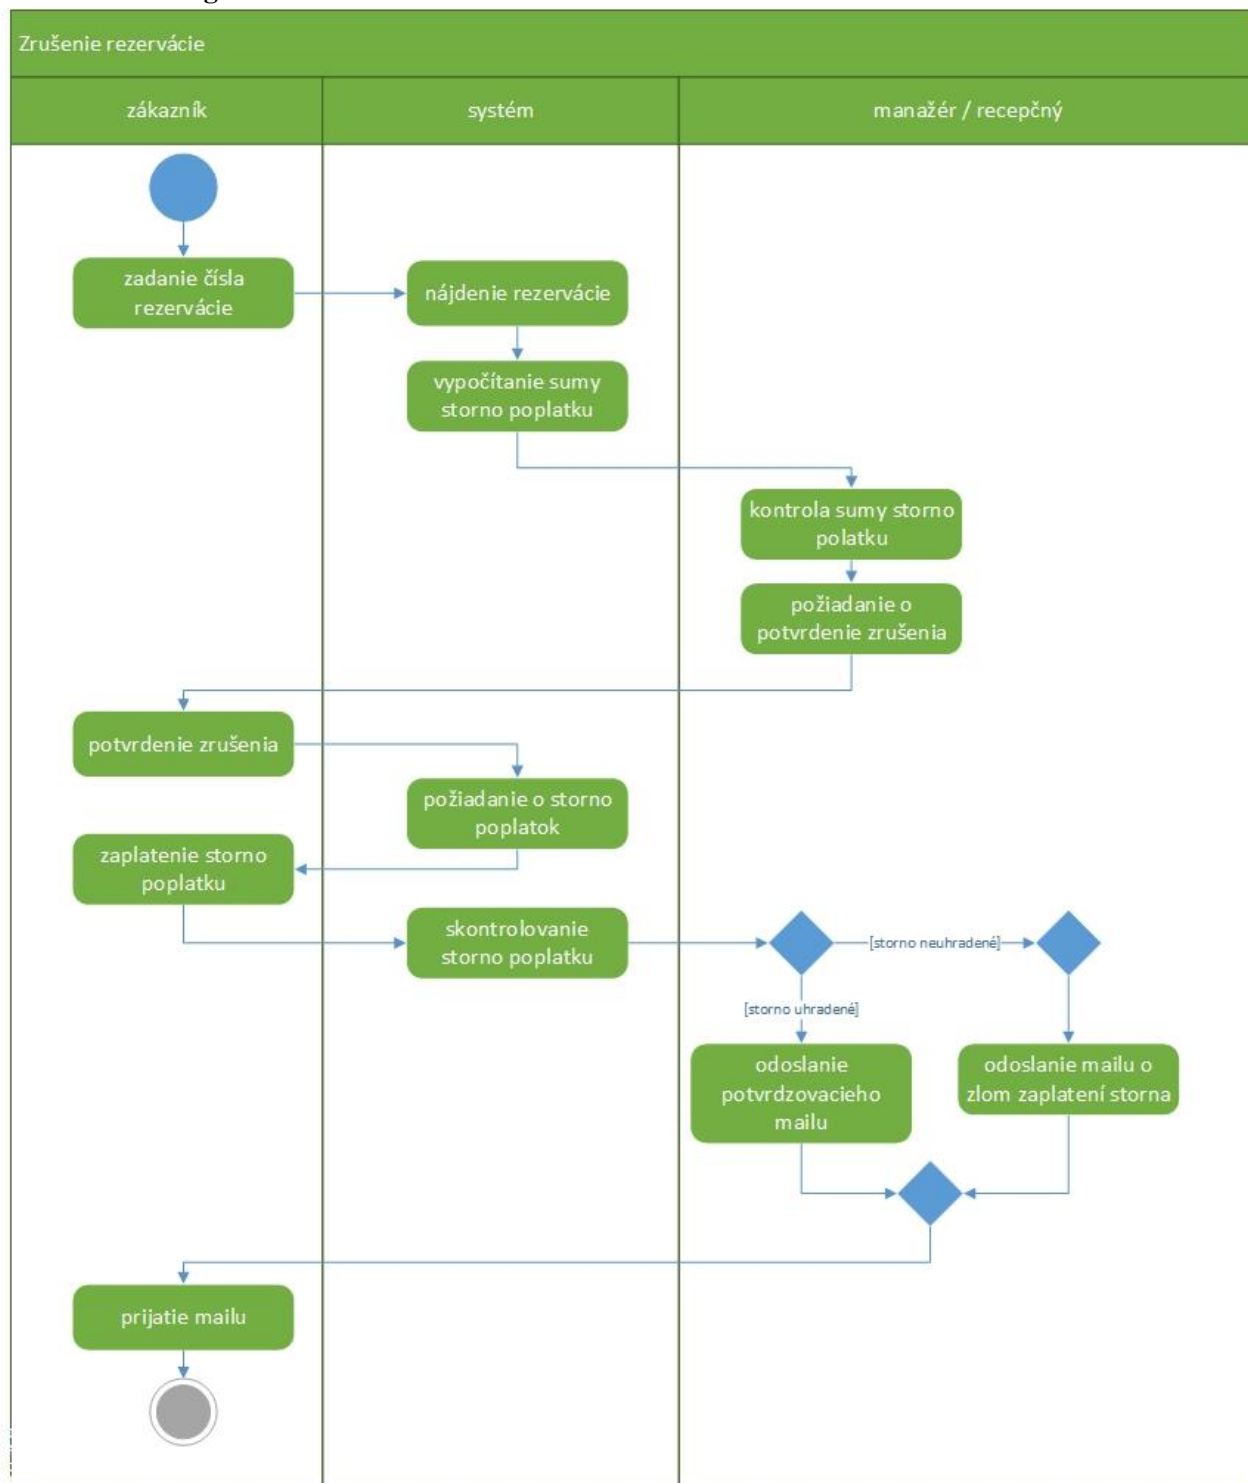 Zrušenie rezervácie
zákazník
systém
manažér / recepčný
zadanie čísla
rezervácie
nájdenie rezervácie
vypočítanie sumy
storno poplatku
kontrola sumy storno
polatku
požiadanie o
potvrdenie zrušenia
potvrdenie zrušenia
požiadanie o storno
poplatok
zaplatenie storno
poplatku
skontrolovanie
storno poplatku
[storno neuhradené]
[storno uhradené]
odoslanie
potvrdzovacieho
mailu
odoslanie mailu o
zlom zaplatení storna
prijatie mailu